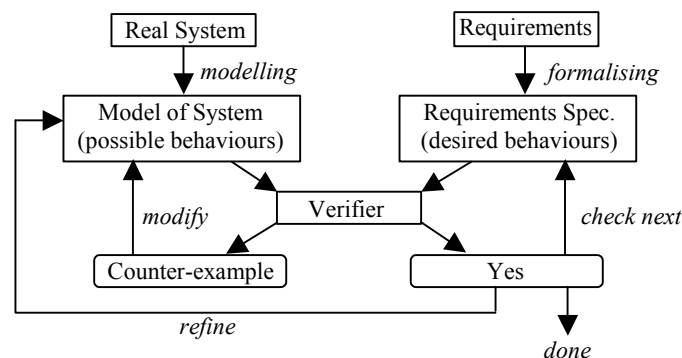 Real System
Requirements
modelling
formalising
Model of System
(possible behaviours)
Requirements Spec.
(desired behaviours)
modify
Verifier
check next
Counter-example
Yes
refine
done